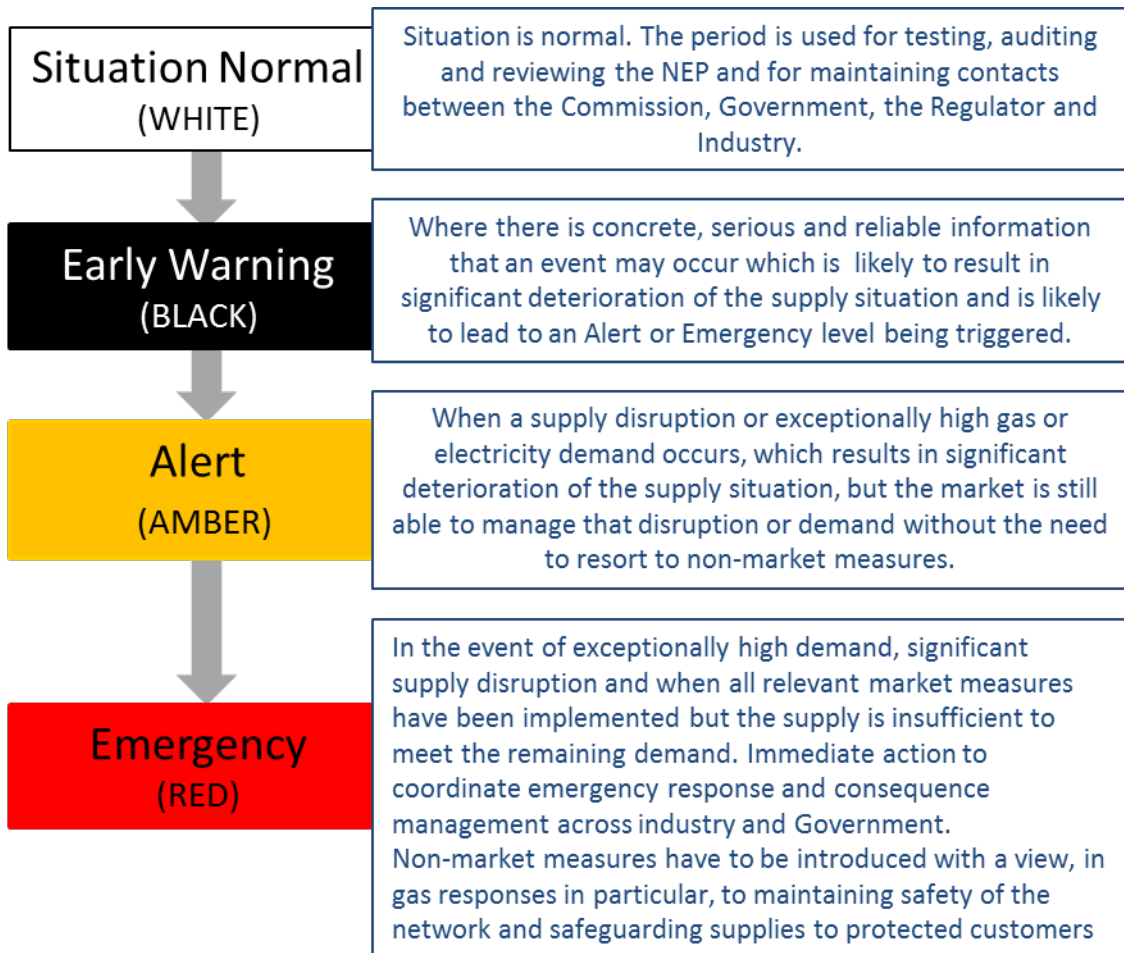 Situation Normal
(WHITE)
Situation is normal. The period is used for testing, auditing
and reviewing the NEP and for maintaining contacts
between the Commission, Government, the Regulator and
Industry.
Early Warning
(BLACK)
Where there is concrete, serious and reliable information
that an event may occur which is likely to result in
significant deterioration of the supply situation and is likely
to lead to an Alert or Emergency level being triggered.
Alert
(AMBER)
When a supply disruption or exceptionally high gas or
electricity demand occurs, which results in significant
deterioration of the supply situation, but the market is still
able to manage that disruption or demand without the need
to resort to non-market measures.
Emergency
(RED)
In the event of exceptionally high demand, significant
supply disruption and when all relevant market measures
have been implemented but the supply is insufficient to
meet the remaining demand. Immediate action to
coordinate emergency response and consequence
management across industry and Government.
Non-market measures have to be introduced with a view, in
gas responses in particular, to maintaining safety of the
network and safeguarding supplies to protected customers